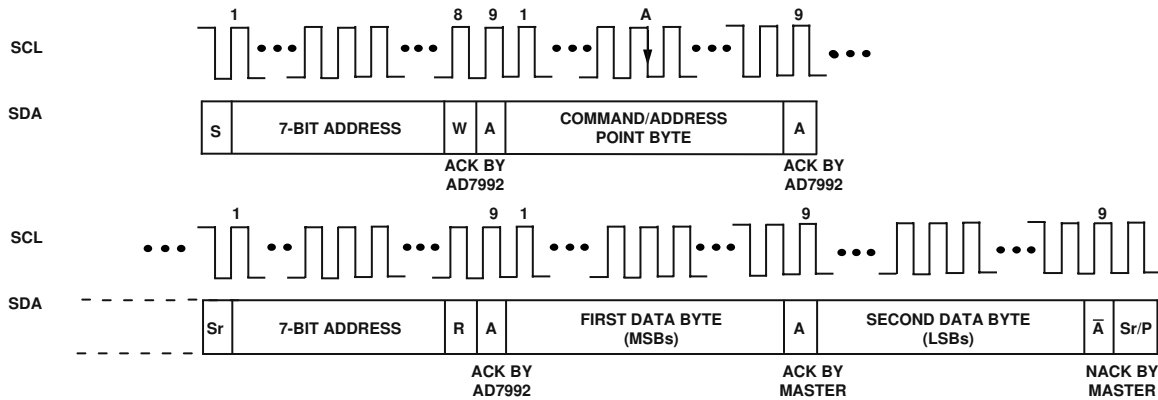 1 8 9 1 A 9
SCL
SDA
S 7-BIT ADDRESS W A COMMAND/ADDRESS POINT BYTE A
ACK BY AD7992
ACK BY AD7992
1 9 1 9 9
SCL
SDA
Sr 7-BIT ADDRESS R A FIRST DATA BYTE (MSBs) A SECOND DATA BYTE (LSBs) A̅ Sr/P
ACK BY AD7992
ACK BY MASTER
NACK BY MASTER